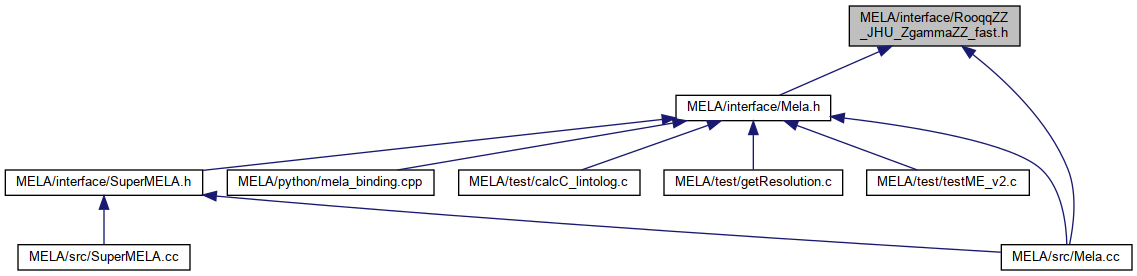 MELA/interface/RooqqZZ
_JHU_ZgammaZZ_fast.h
MELA/interface/Mela.h
MELA/interface/SuperMELA.h
MELA/python/mela_binding.cpp
MELA/test/calcC_lintolog.c
MELA/test/getResolution.c
MELA/test/testME_v2.c
MELA/src/SuperMELA.cc
MELA/src/Mela.cc